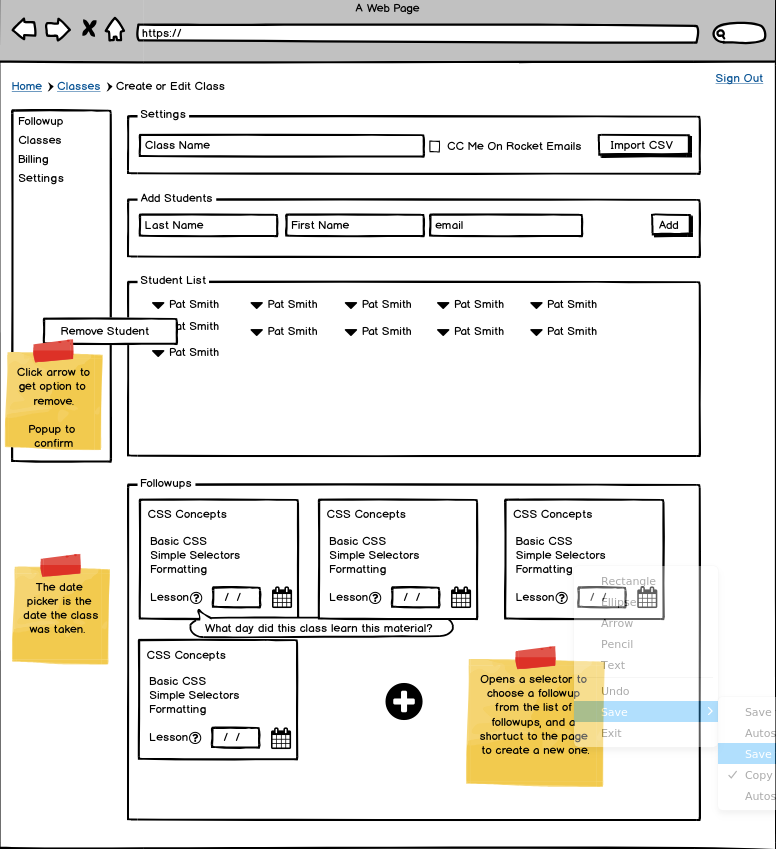 A Web Page
https://
Home Classes Create or Edit Class
Sign Out
Followup
Classes
Billing
Settings
Settings
Class Name
CC Me On Rocket Emails
Import CSV
Add Students
Last Name
First Name
email
Add
Student List
Pat Smith Pat Smith Pat Smith Pat Smith Pat Smith
Remove Student
at Smith Pat Smith Pat Smith Pat Smith Pat Smith
Pat Smith
Click arrow to
get option to
remove.
Popup to
confirm
Followups
CSS Concepts
Basic CSS
Simple Selectors
Formatting
Lesson? / /
CSS Concepts
Basic CSS
Simple Selectors
Formatting
Lesson? / /
CSS Concepts
Basic CSS
Simple Selectors
Formatting
Lesson? / /
What day did this class learn this material?
The date
picker is the
date the class
was taken.
CSS Concepts
Basic CSS
Simple Selectors
Formatting
Lesson? / /
Opens a selector to
choose a followup
from the list of
followups, and a
shortuct to the page
to create a new one.
Rectangle
Ellipse
Arrow
Pencil
Text
Undo
Save
Exit
Save
Autos
Save
Copy
Autos